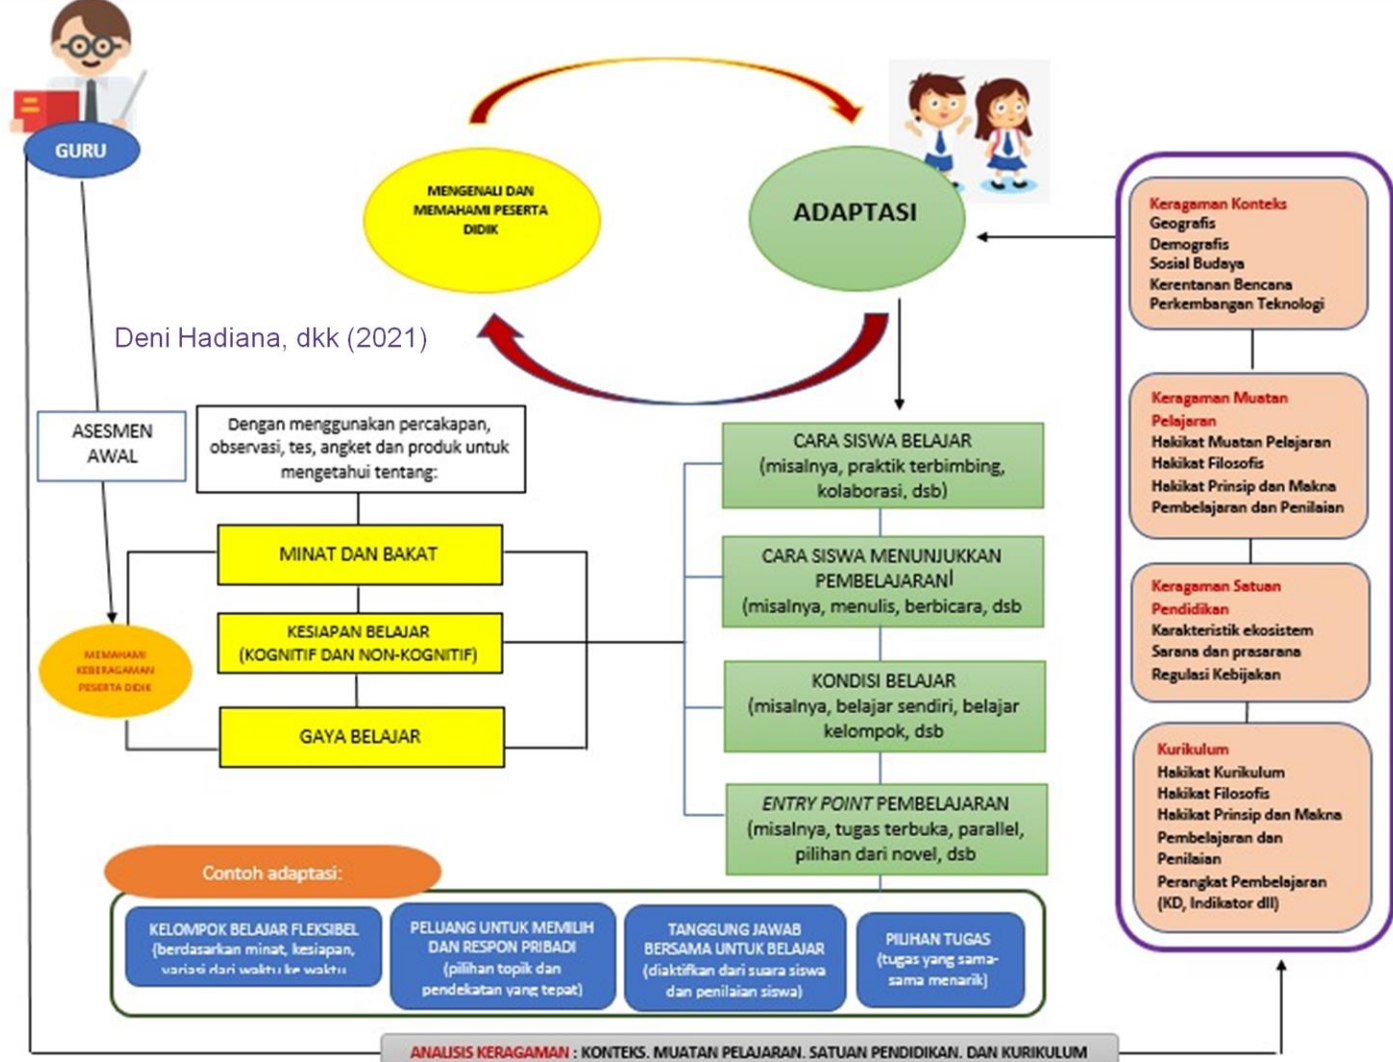 GURU
MENGENALI DAN
MEMAHAMI PESERTA
DIDIK
ADAPTASI
Deni Hadiana, dkk (2021)
ASESMEN
AWAL
Dengan menggunakan percakapan,
observasi, tes, angket dan produk untuk
mengetahui tentang:
MINAT DAN BAKAT
KESIAPAN BELAJAR
(KOGNITIF DAN NON-KOGNITIF)
GAYA BELAJAR
MEMAHAMI
KEBERAGAMAN
PESERTA DIDIK
CARA SISWA BELAJAR
(misalnya, praktik terbimbing,
kolaborasi, dsb)
CARA SISWA MENUNJUKKAN
PEMBELAJARAN
(misalnya, menulis, berbicara, dsb
KONDISI BELAJAR
(misalnya, belajar sendiri, belajar
kelompok, dsb
ENTRY POINT PEMBELAJARAN
(misalnya, tugas terbuka, parallel,
pilihan dari novel, dsb
Keragaman Konteks
Geografis
Demografis
Sosial Budaya
Kerentanan Bencana
Perkembangan Teknologi
Keragaman Muatan
Pelajaran
Hakikat Muatan Pelajaran
Hakikat Filosofis
Hakikat Prinsip dan Makna
Pembelajaran dan Penilaian
Keragaman Satuan
Pendidikan
Karakteristik ekosistem
Sarana dan prasarana
Regulasi Kebijakan
Kurikulum
Hakikat Kurikulum
Hakikat Filosofis
Hakikat Prinsip dan Makna
Pembelajaran dan
Penilaian
Perangkat Pembelajaran
(KD, Indikator dll)
Contoh adaptasi:
KELOMPOK BELAJAR FLEKSIBEL
(berdasarkan minat, kesiapan,
variasi dari waktu ke waktu
PELUANG UNTUK MEMILIH
DAN RESPON PRIBADI
(pilihan topik dan
pendekatan yang tepat)
TANGGUNG JAWAB
BERSAMA UNTUK BELAJAR
(diaktifkan dari suara siswa
dan penilaian siswa)
PILIHAN TUGAS
(tugas yang sama-
sama menarik)
ANALISIS KERAGAMAN : KONTEKS, MUATAN PELAJARAN, SATUAN PENDIDIKAN, DAN KURIKULUM